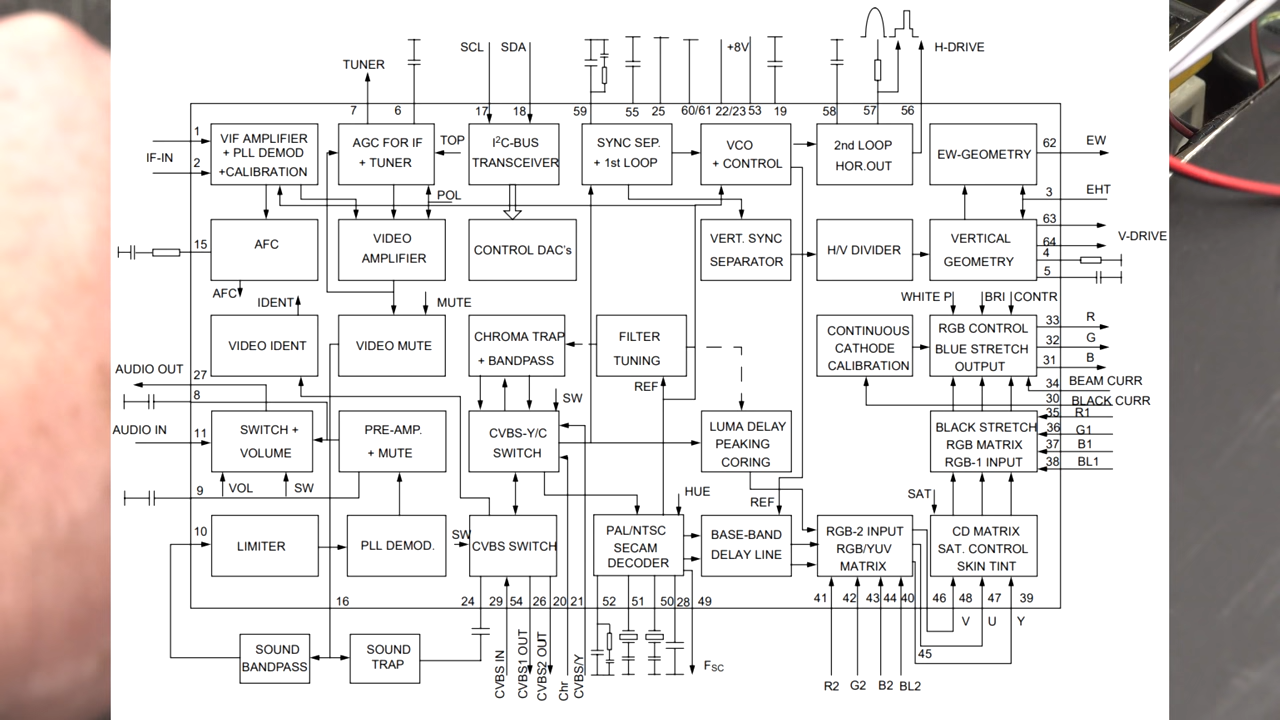 SCL SDA +8V H-DRIVE
TUNER
7 6 17 18 59 55 25 60/61 22/23 53 19 58 57 56
1 VIF AMPLIFIER AGC FOR IF TOP I²C-BUS SYNC SEP. VCO 2nd LOOP 62 EW
IF-IN + PLL DEMOD + TUNER TRANSCEIVER + 1st LOOP + CONTROL HOR.OUT EW-GEOMETRY
2 +CALIBRATION
POL 3 EHT
63
15 AFC VIDEO CONTROL DAC's VERT. SYNC H/V DIVIDER VERTICAL 64 V-DRIVE
AMPLIFIER SEPARATOR GEOMETRY 4
5
AFC IDENT MUTE WHITE P BRI CONTR
VIDEO IDENT VIDEO MUTE CHROMA TRAP FILTER CONTINUOUS RGB CONTROL 33 R
+ BANDPASS TUNING CATHODE BLUE STRETCH 32 G
CALIBRATION OUTPUT 31 B
AUDIO OUT 27 REF 34 BEAM CURR
8 SW 30 BLACK CURR
35 R1
AUDIO IN 11 SWITCH + PRE-AMP. CVBS-Y/C LUMA DELAY BLACK STRETCH 36 G1
VOLUME + MUTE SWITCH PEAKING RGB MATRIX 37 B1
CORING RGB-1 INPUT 38 BL1
9 VOL SW HUE REF SAT
10 LIMITER PLL DEMOD. SW CVBS SWITCH PAL/NTSC BASE-BAND RGB-2 INPUT CD MATRIX
SECAM DELAY LINE RGB/YUV SAT. CONTROL
DECODER MATRIX SKIN TINT
16 24 29 54 26 20 21 52 51 50 28 49 41 42 43 44 40 46 48 47 39
V U Y
SOUND SOUND 45
BANDPASS TRAP
CVBS IN CVBS1 OUT CVBS2 OUT Chr CVBS/Y FSC R2 G2 B2 BL2